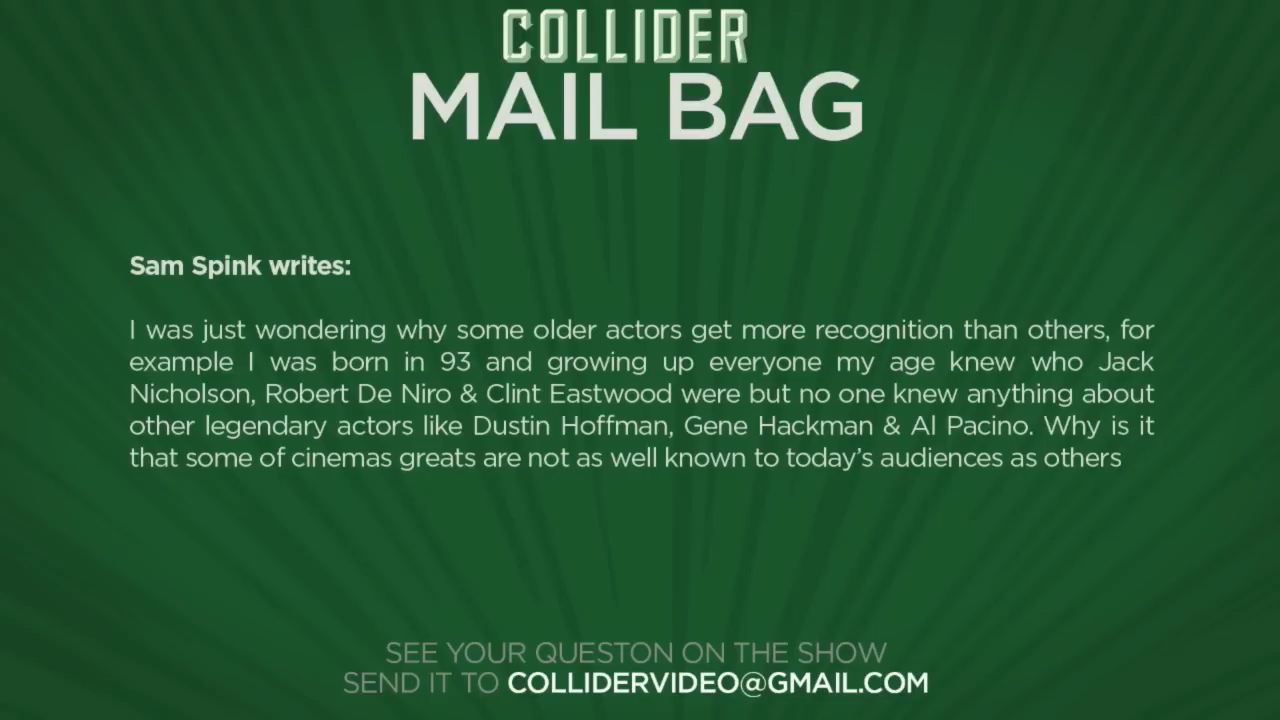 COLLIDER
MAIL BAG
Sam Spink writes:
I was just wondering why some older actors get more recognition than others, for
example I was born in 93 and growing up everyone my age knew who Jack
Nicholson, Robert De Niro & Clint Eastwood were but no one knew anything about
other legendary actors like Dustin Hoffman, Gene Hackman & Al Pacino. Why is it
that some of cinemas greats are not as well known to today's audiences as others
SEE YOUR QUESTON ON THE SHOW
SEND IT TO COLLIDERVIDEO@GMAIL.COM